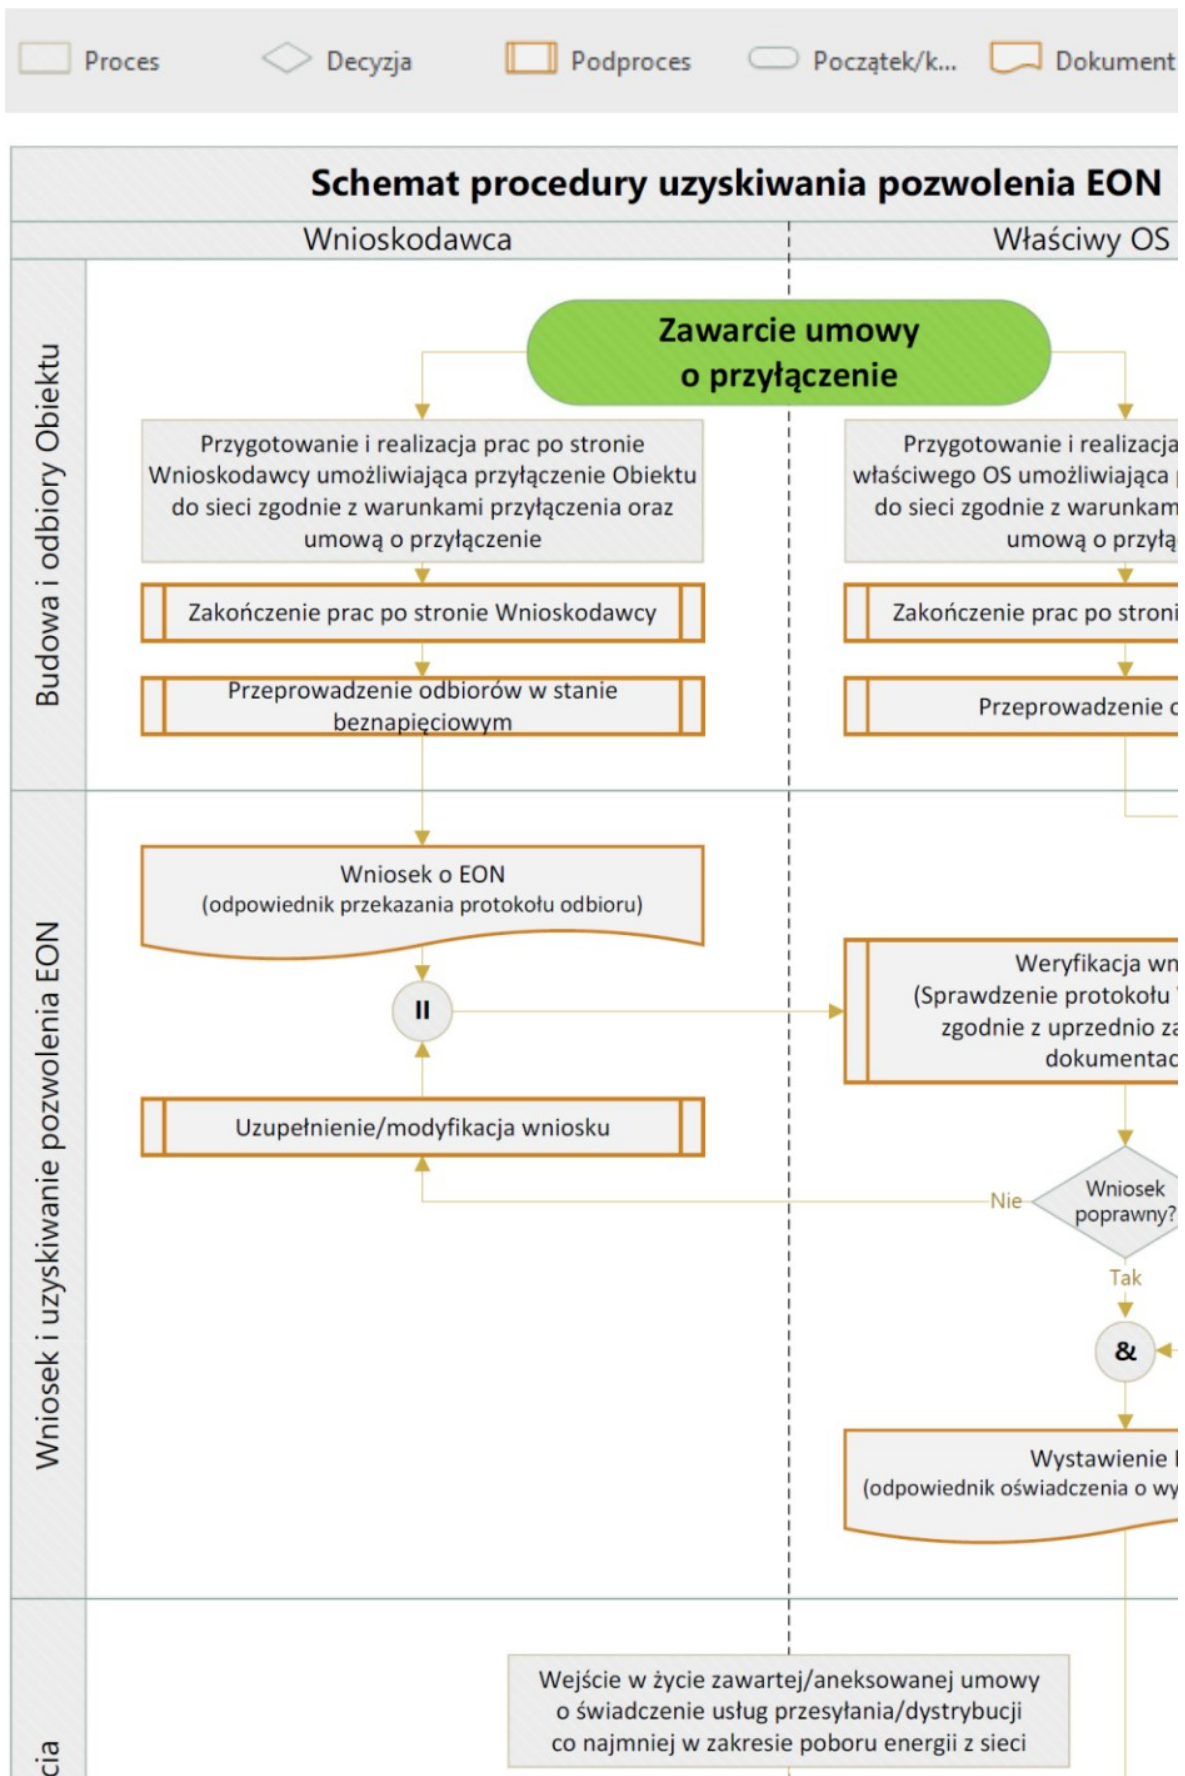 Proces
Decyzja
Podproces
Początek/k...
Dokument
Schemat procedury uzyskiwania pozwolenia EON
Wnioskodawca
Właściwy OS
Budowa i odbiory Obiektu
Zawarcie umowy
o przyłączenie
Przygotowanie i realizacja prac po stronie
Wnioskodawcy umożliwiająca przyłączenie Obiektu
do sieci zgodnie z warunkami przyłączenia oraz
umową o przyłączenie
Przygotowanie i realizacja
właściwego OS umożliwiająca
do sieci zgodnie z warunkam
umową o przyłą
Zakończenie prac po stronie Wnioskodawcy
Zakończenie prac po stroni
Przeprowadzenie odbiorów w stanie
beznapięciowym
Przeprowadzenie
Wniosek i uzyskiwanie pozwolenia EON
Wniosek o EON
(odpowiednik przekazania protokołu odbioru)
II
Weryfikacja wn
(Sprawdzenie protokołu
zgodnie z uprzednio za
dokumentac
Uzupełnienie/modyfikacja wniosku
Nie
Wniosek
poprawny?
Tak
&
Wystawienie
(odpowiednik oświadczenia o wy
Wejście w życie zawartej/aneksowanej umowy
o świadczenie usług przesyłania/dystrybucji
co najmniej w zakresie poboru energii z sieci
cia